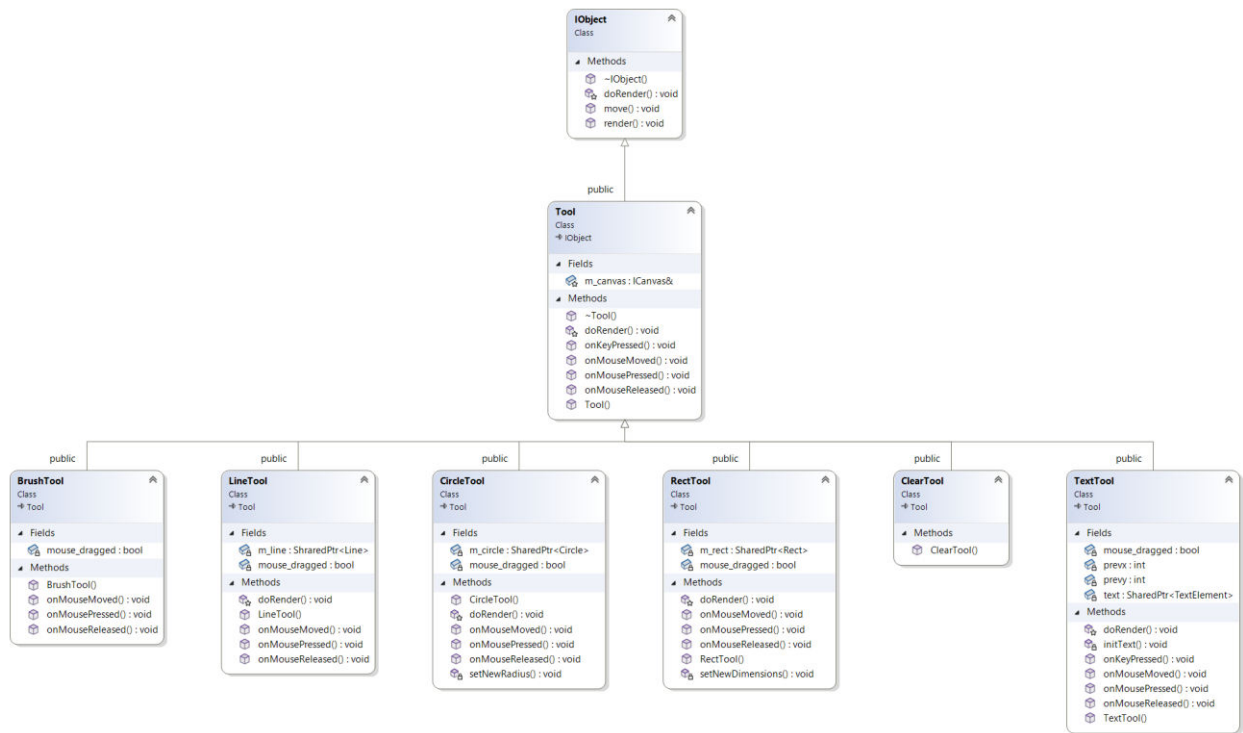 IObject
Class
Methods
~IObject()
doRender() : void
move() : void
render() : void
public
Tool
Class
IObject
Fields
m_canvas : ICanvas&
Methods
~Tool()
doRender() : void
onKeyPressed() : void
onMouseMoved() : void
onMousePressed() : void
onMouseReleased() : void
Tool()
public
BrushTool
Class
Tool
Fields
mouse_dragged : bool
Methods
BrushTool()
onMouseMoved() : void
onMousePressed() : void
onMouseReleased() : void
public
LineTool
Class
Tool
Fields
m_line : SharedPtr<Line>
mouse_dragged : bool
Methods
doRender() : void
LineTool()
onMouseMoved() : void
onMousePressed() : void
onMouseReleased() : void
public
CircleTool
Class
Tool
Fields
m_circle : SharedPtr<Circle>
mouse_dragged : bool
Methods
CircleTool()
doRender() : void
onMouseMoved() : void
onMousePressed() : void
onMouseReleased() : void
setNewRadius() : void
public
RectTool
Class
Tool
Fields
m_rect : SharedPtr<Rect>
mouse_dragged : bool
Methods
doRender() : void
onMouseMoved() : void
onMousePressed() : void
onMouseReleased() : void
RectTool()
setNewDimensions() : void
public
ClearTool
Class
Tool
Methods
ClearTool()
public
TextTool
Class
Tool
Fields
mouse_dragged : bool
prevx : int
prevy : int
text : SharedPtr<TextElement>
Methods
doRender() : void
initText() : void
onKeyPressed() : void
onMouseMoved() : void
onMousePressed() : void
onMouseReleased() : void
TextTool()